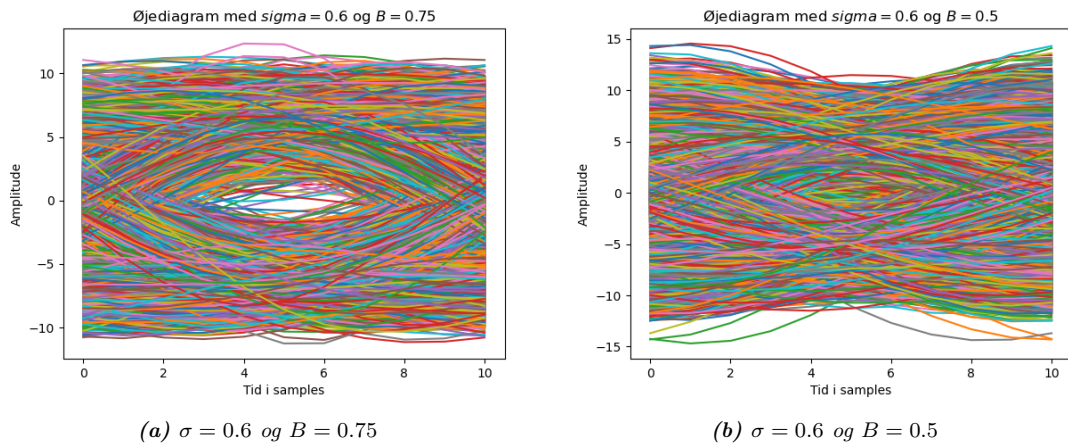 Øjediagram med sigma = 0.6 og B = 0.75
Amplitude
10
5
0
−5
−10
0 2 4 6 8 10
Tid i samples
(a) σ = 0.6 og B = 0.75
Øjediagram med sigma = 0.6 og B = 0.5
Amplitude
15
10
5
0
−5
−10
−15
0 2 4 6 8 10
Tid i samples
(b) σ = 0.6 og B = 0.5